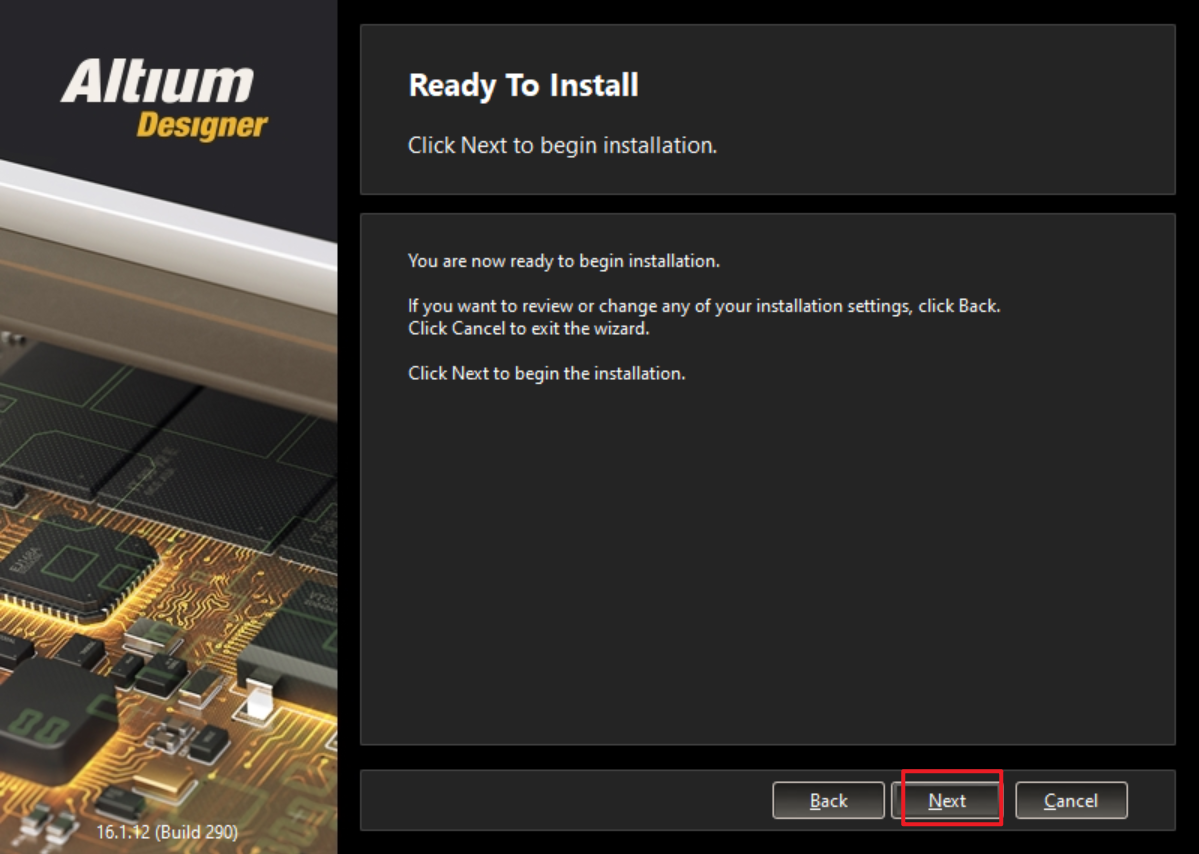 Altium
Designer
Ready To Install
Click Next to begin installation.
You are now ready to begin installation.
If you want to review or change any of your installation settings, click Back.
Click Cancel to exit the wizard.
Click Next to begin the installation.
Back
Next
Cancel
16.1.12 (Build 290)